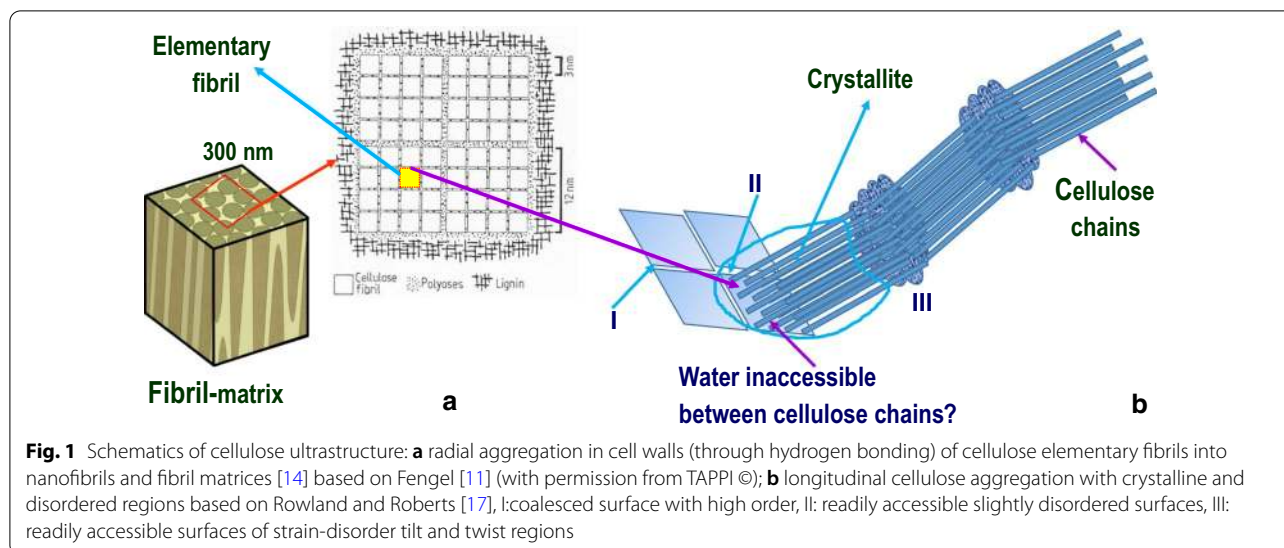 Elementary
fibril
300 nm
3nm
12nm
Cellulose
fibril
Polyoses
Lignin
Fibril-matrix
a
Crystallite
II
I
III
Cellulose
chains
Water inaccessible
between cellulose chains?
b
Fig. 1 Schematics of cellulose ultrastructure: a radial aggregation in cell walls (through hydrogen bonding) of cellulose elementary fibrils into
nanofibrils and fibril matrices [14] based on Fengel [11] (with permission from TAPPI ©); b longitudinal cellulose aggregation with crystalline and
disordered regions based on Rowland and Roberts [17], I:coalesced surface with high order, II: readily accessible slightly disordered surfaces, III:
readily accessible surfaces of strain-disorder tilt and twist regions